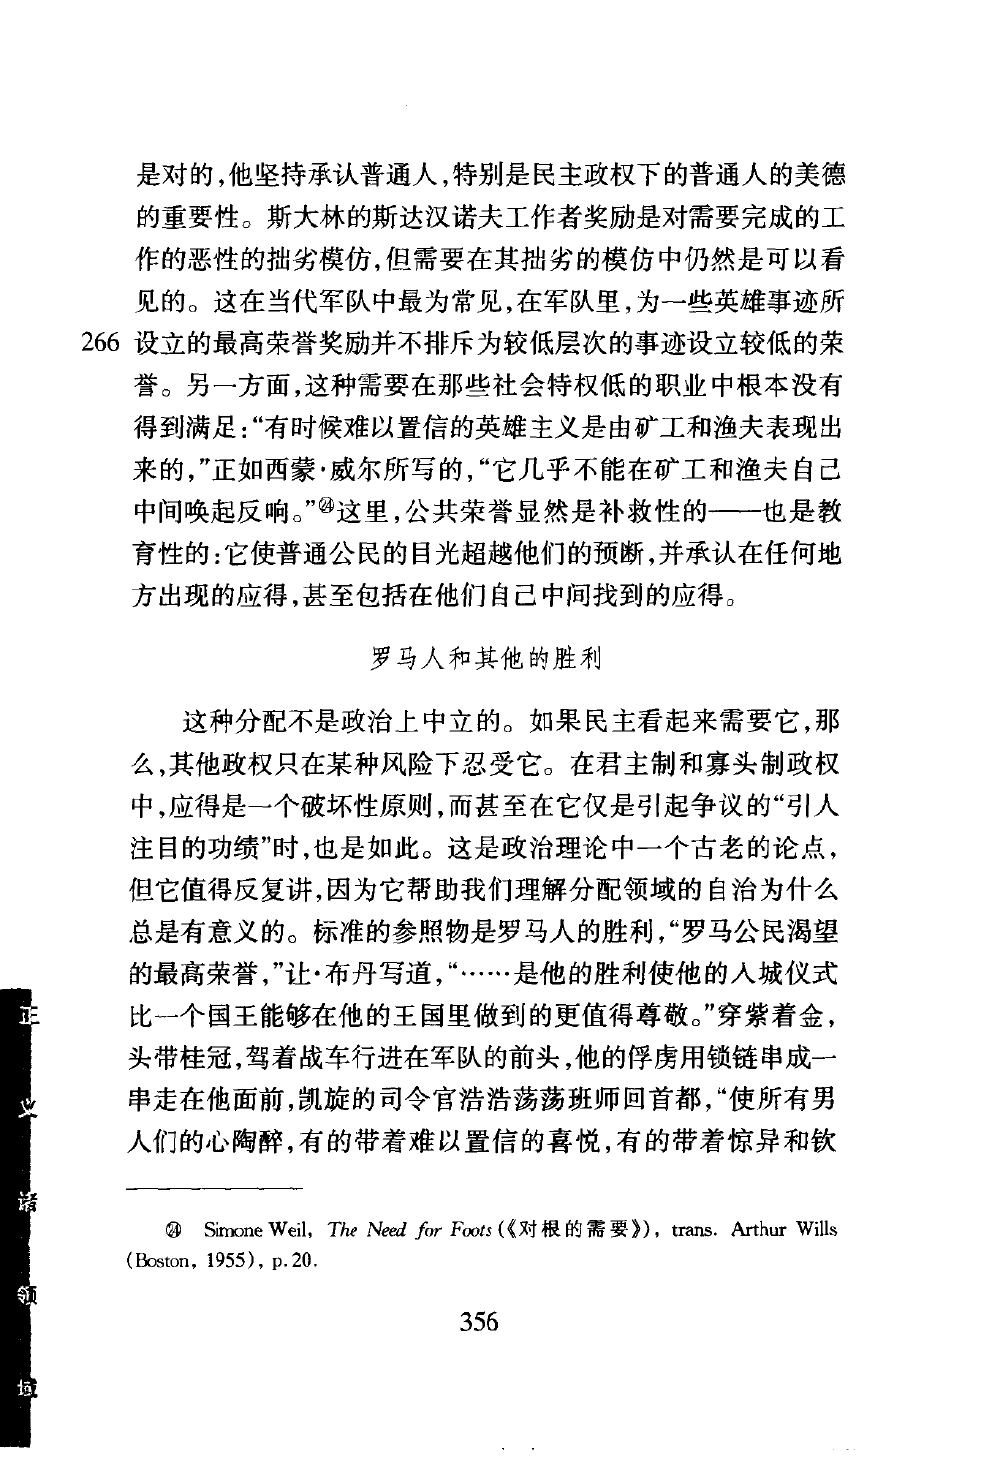 是对的,他坚持承认普通人,特别是民主政权下的普通人的美德
的重要性。斯大林的斯达汉诺夫工作者奖励是对需要完成的工
作的恶性的拙劣模仿,但需要在其拙劣的模仿中仍然是可以看
见的。这在当代军队中最为常见,在军队里,为一些英雄事迹所
266 设立的最高荣誉奖励并不排斥为较低层次的事迹设立较低的荣
誉。另一方面,这种需要在那些社会特权低的职业中根本没有
得到满足:“有时候难以置信的英雄主义是由矿工和渔夫表现出
来的,”正如西蒙·威尔所写的,“它几乎不能在矿工和渔夫自己
中间唤起反响。”㉔这里,公共荣誉显然是补救性的——也是教
育性的:它使普通公民的目光超越他们的预断,并承认在任何地
方出现的应得,甚至包括在他们自己中间找到的应得。
罗马人和其他的胜利
这种分配不是政治上中立的。如果民主看起来需要它,那
么,其他政权只在某种风险下忍受它。在君主制和寡头制政权
中,应得是一个破坏性原则,而甚至在它仅是引起争议的“引人
注目的功绩”时,也是如此。这是政治理论中一个古老的论点,
但它值得反复讲,因为它帮助我们理解分配领域的自治为什么
总是有意义的。标准的参照物是罗马人的胜利,“罗马公民渴望
的最高荣誉,”让·布丹写道,“……是他的胜利使他的入城仪式
比一个国王能够在他的王国里做到的更值得尊敬。”穿紫着金,
头带桂冠,驾着战车行进在军队的前头,他的俘虏用锁链串成一
串走在他面前,凯旋的司令官浩浩荡荡班师回首都,“使所有男
人们的心陶醉,有的带着难以置信的喜悦,有的带着惊异和钦
㉔ Simone Weil, The Need for Foots (《对根的需要》), trans. Arthur Wills
(Boston, 1955), p.20.
356
正
义
诸
领
域